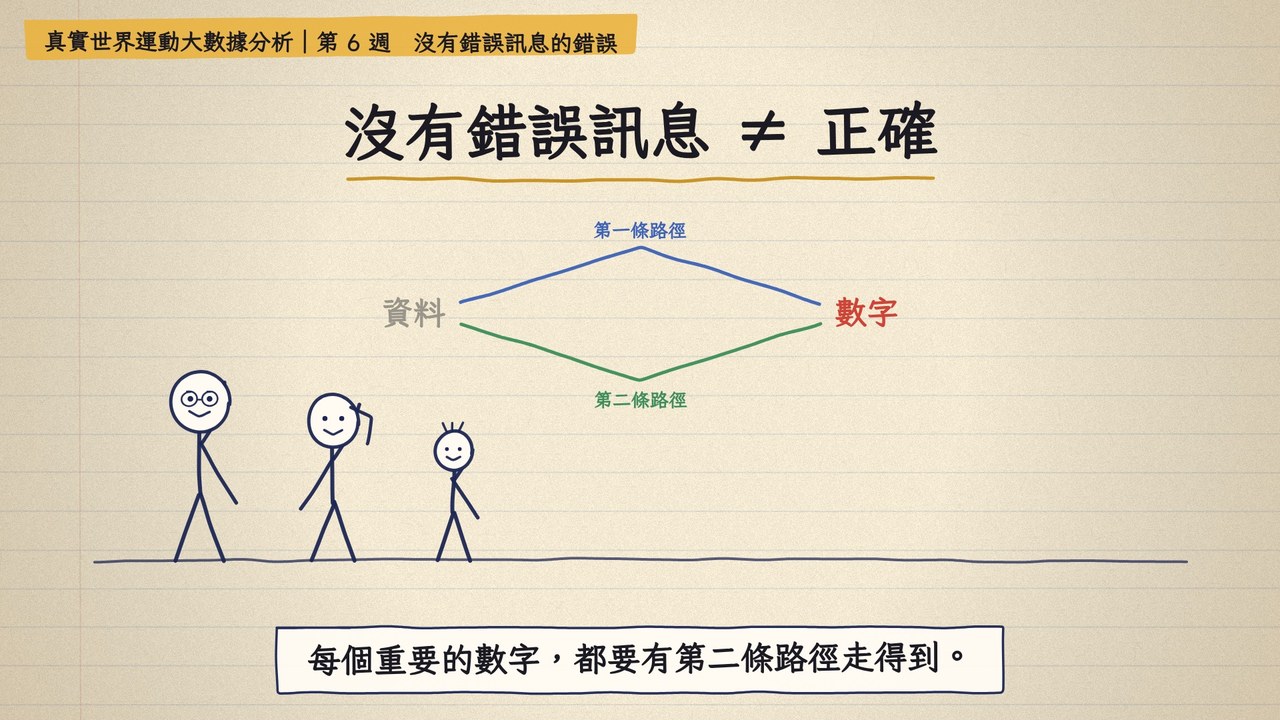 真實世界運動大數據分析｜第 6 週　沒有錯誤訊息的錯誤
沒有錯誤訊息 ≠ 正確
第一條路徑
資料
數字
第二條路徑
每個重要的數字，都要有第二條路徑走得到。